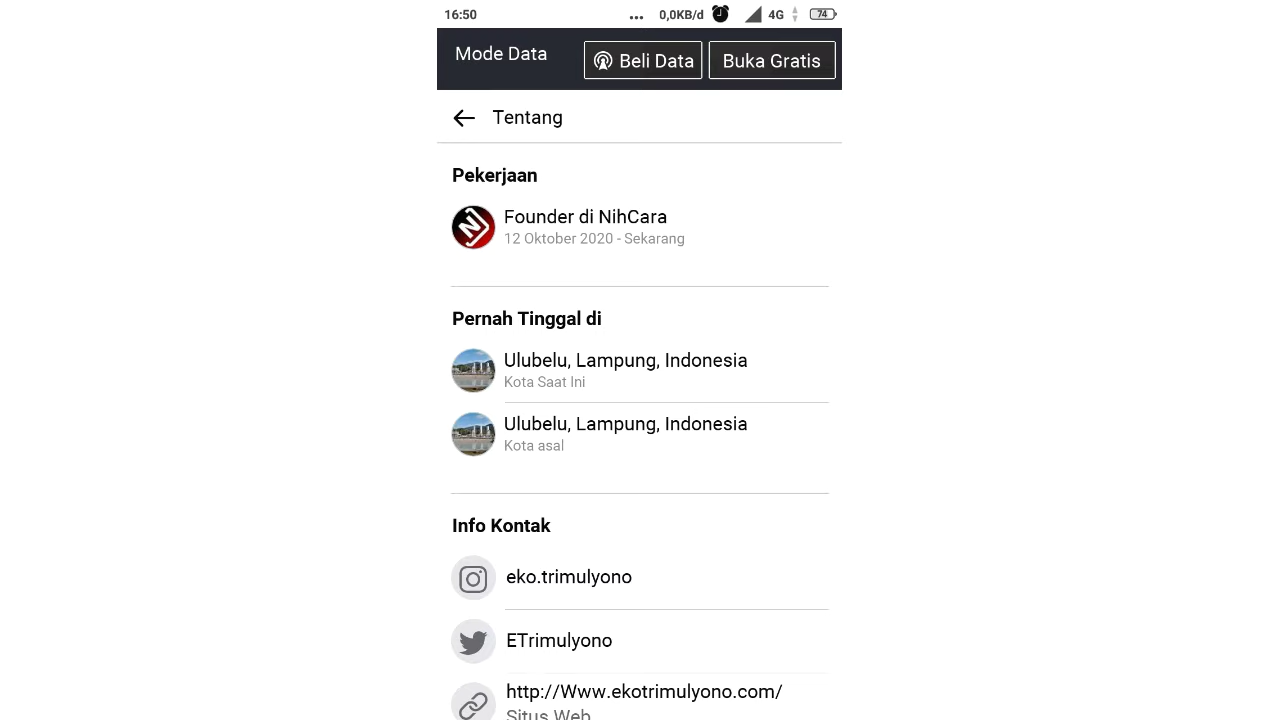 16:50
... 0,0KB/d 4G 74
Mode Data
Beli Data
Buka Gratis
Tentang
Pekerjaan
Founder di NihCara
12 Oktober 2020 - Sekarang
Pernah Tinggal di
Ulubelu, Lampung, Indonesia
Kota Saat Ini
Ulubelu, Lampung, Indonesia
Kota asal
Info Kontak
eko.trimulyono
ETrimulyono
http://Www.ekotrimulyono.com/
Situs Web